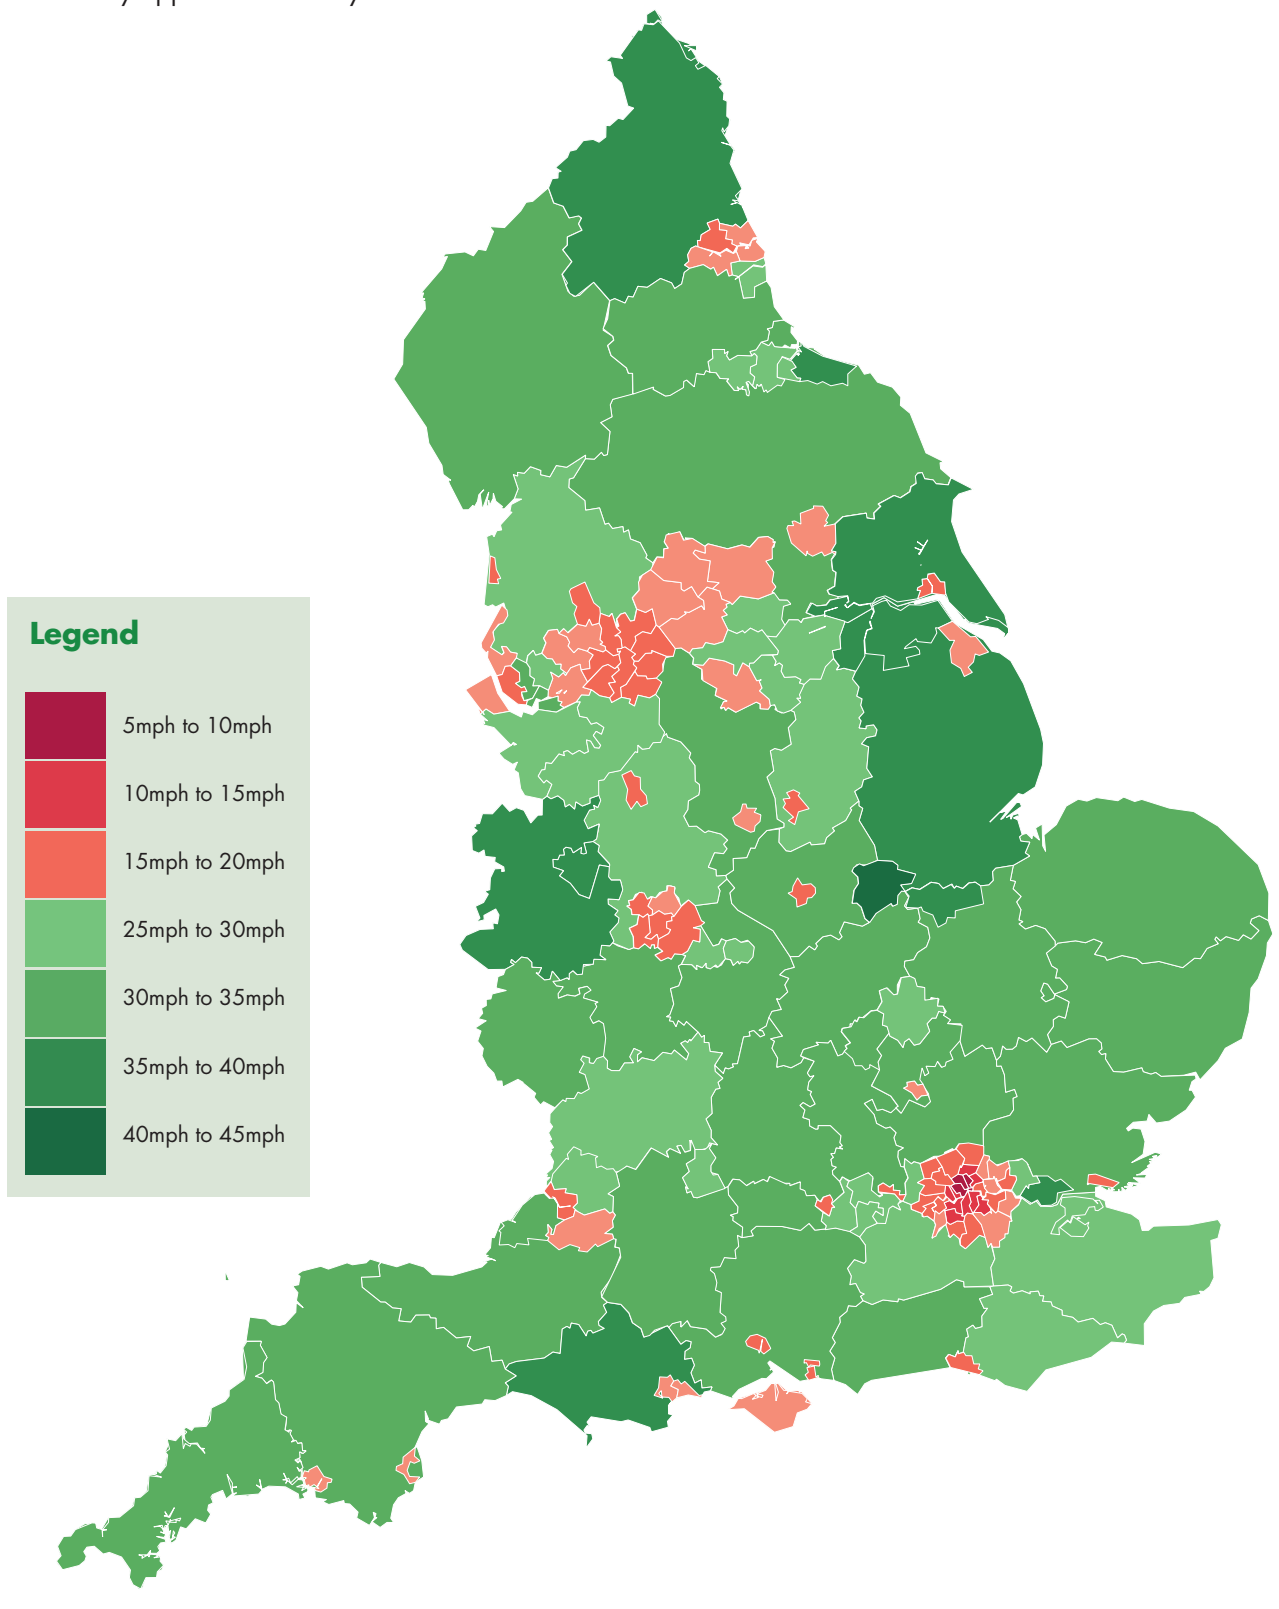 Legend
5mph to 10mph
10mph to 15mph
15mph to 20mph
25mph to 30mph
30mph to 35mph
35mph to 40mph
40mph to 45mph